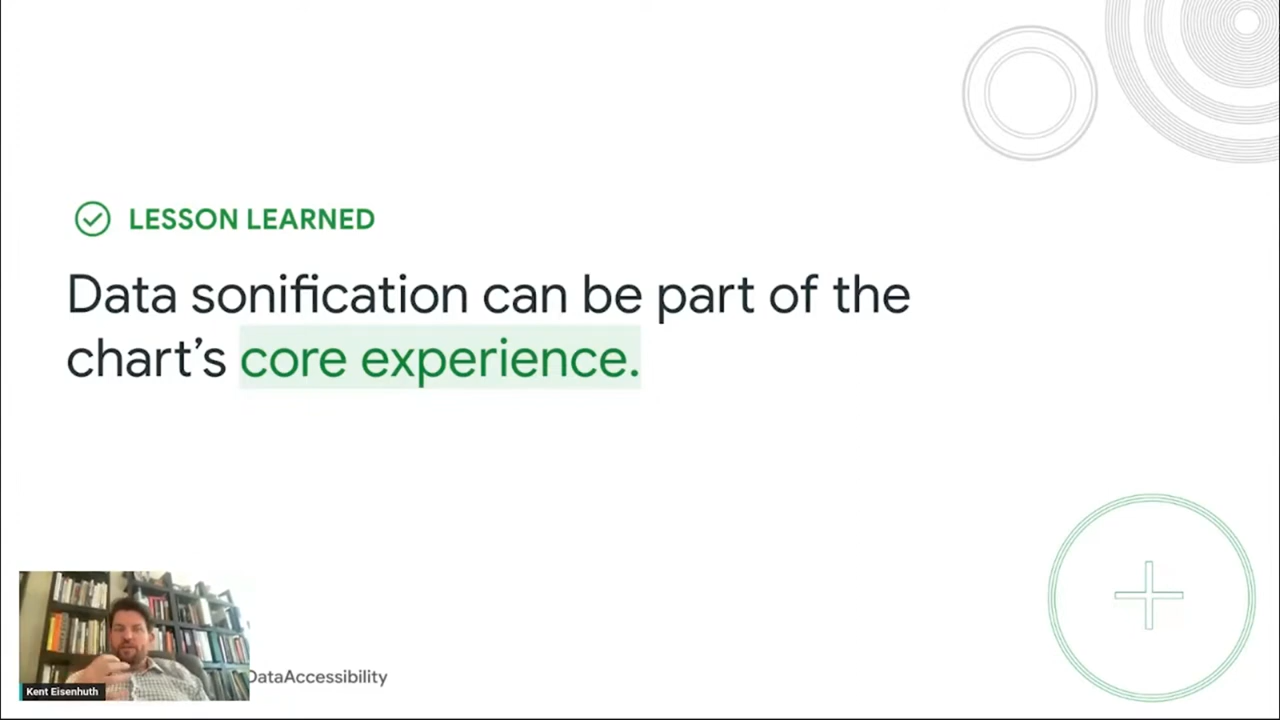 LESSON LEARNED
Data sonification can be part of the
chart’s core experience.
DataAccessibility
Kent Eisenhuth